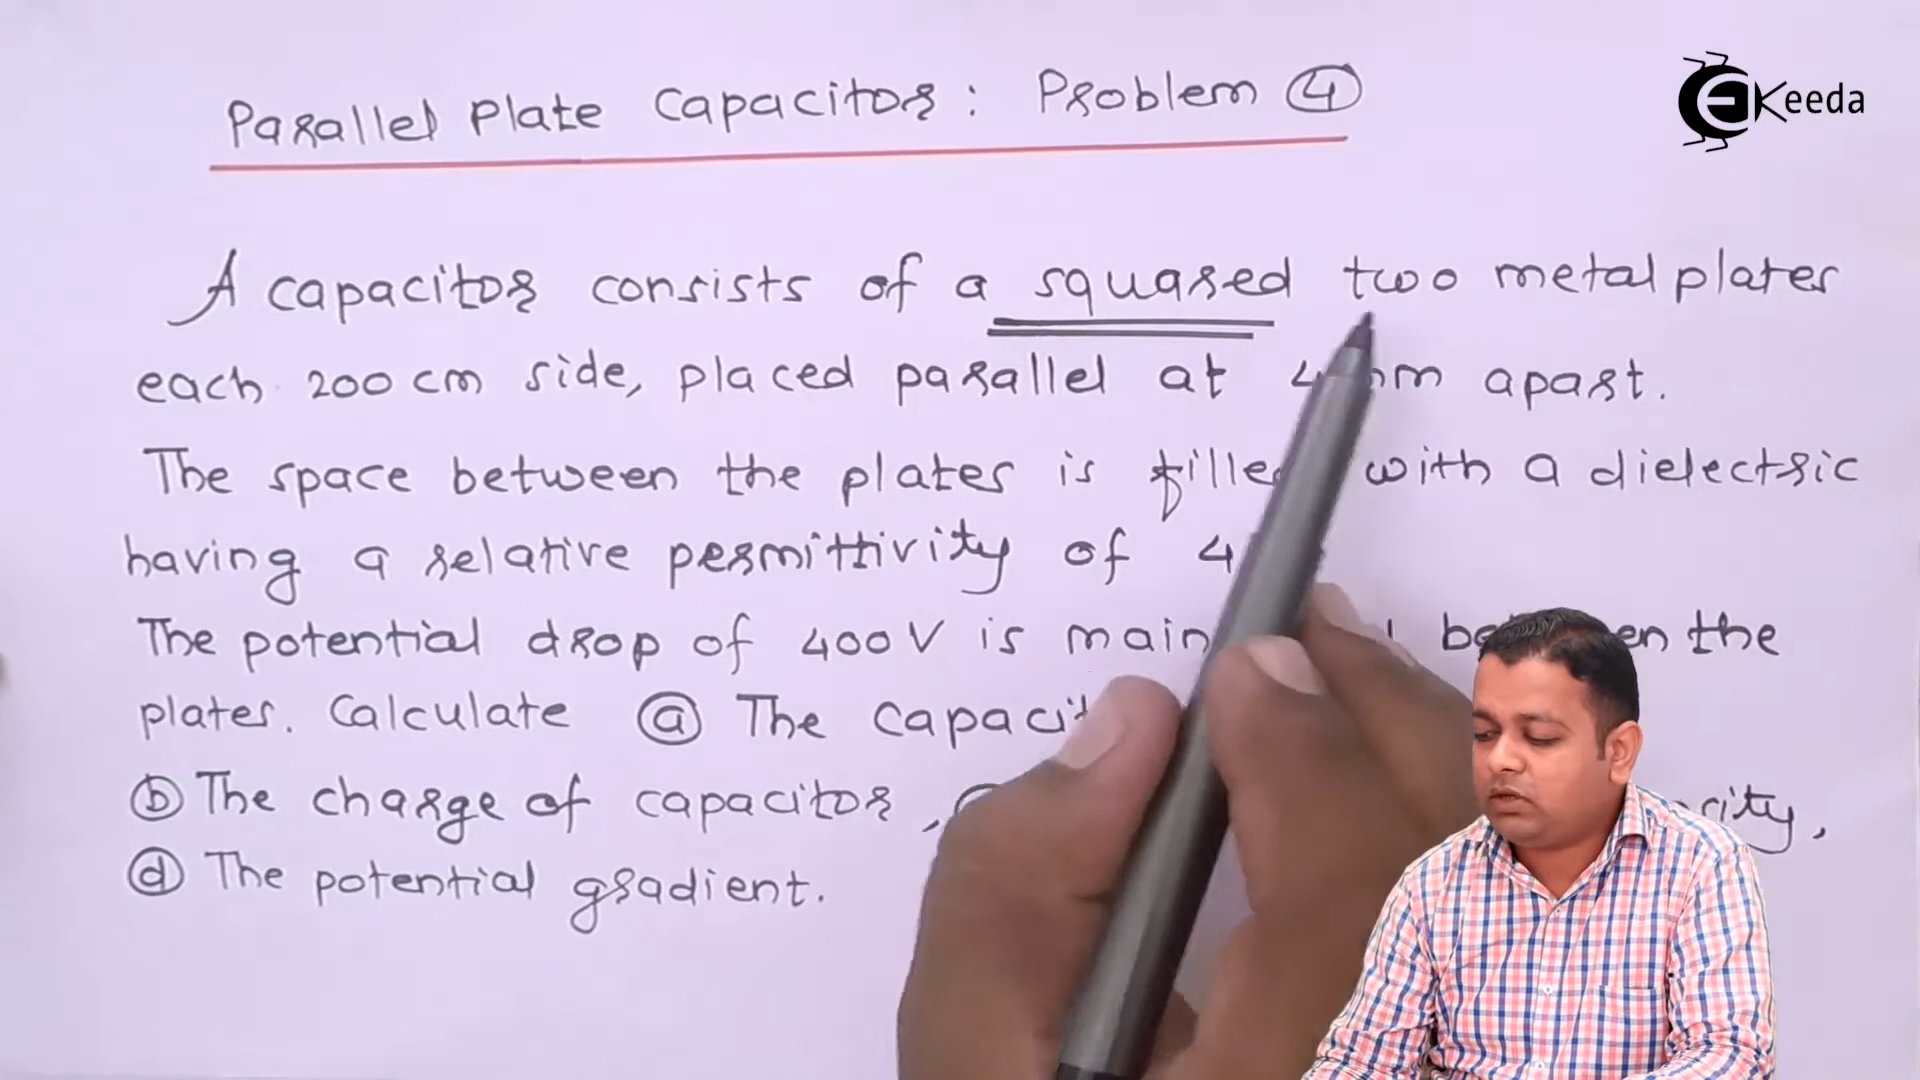 Parallel Plate Capacitor: Problem 4
Keeda
A capacitor consists of a squared two metal plates
each 200 cm side, placed parallel at apart.
The space between the plates is with a dielectric
having a relative permittivity of
The potential drop of 400V is the
plates. Calculate (a) The
(b) The charge of capacitor,
(d) The potential gradient.